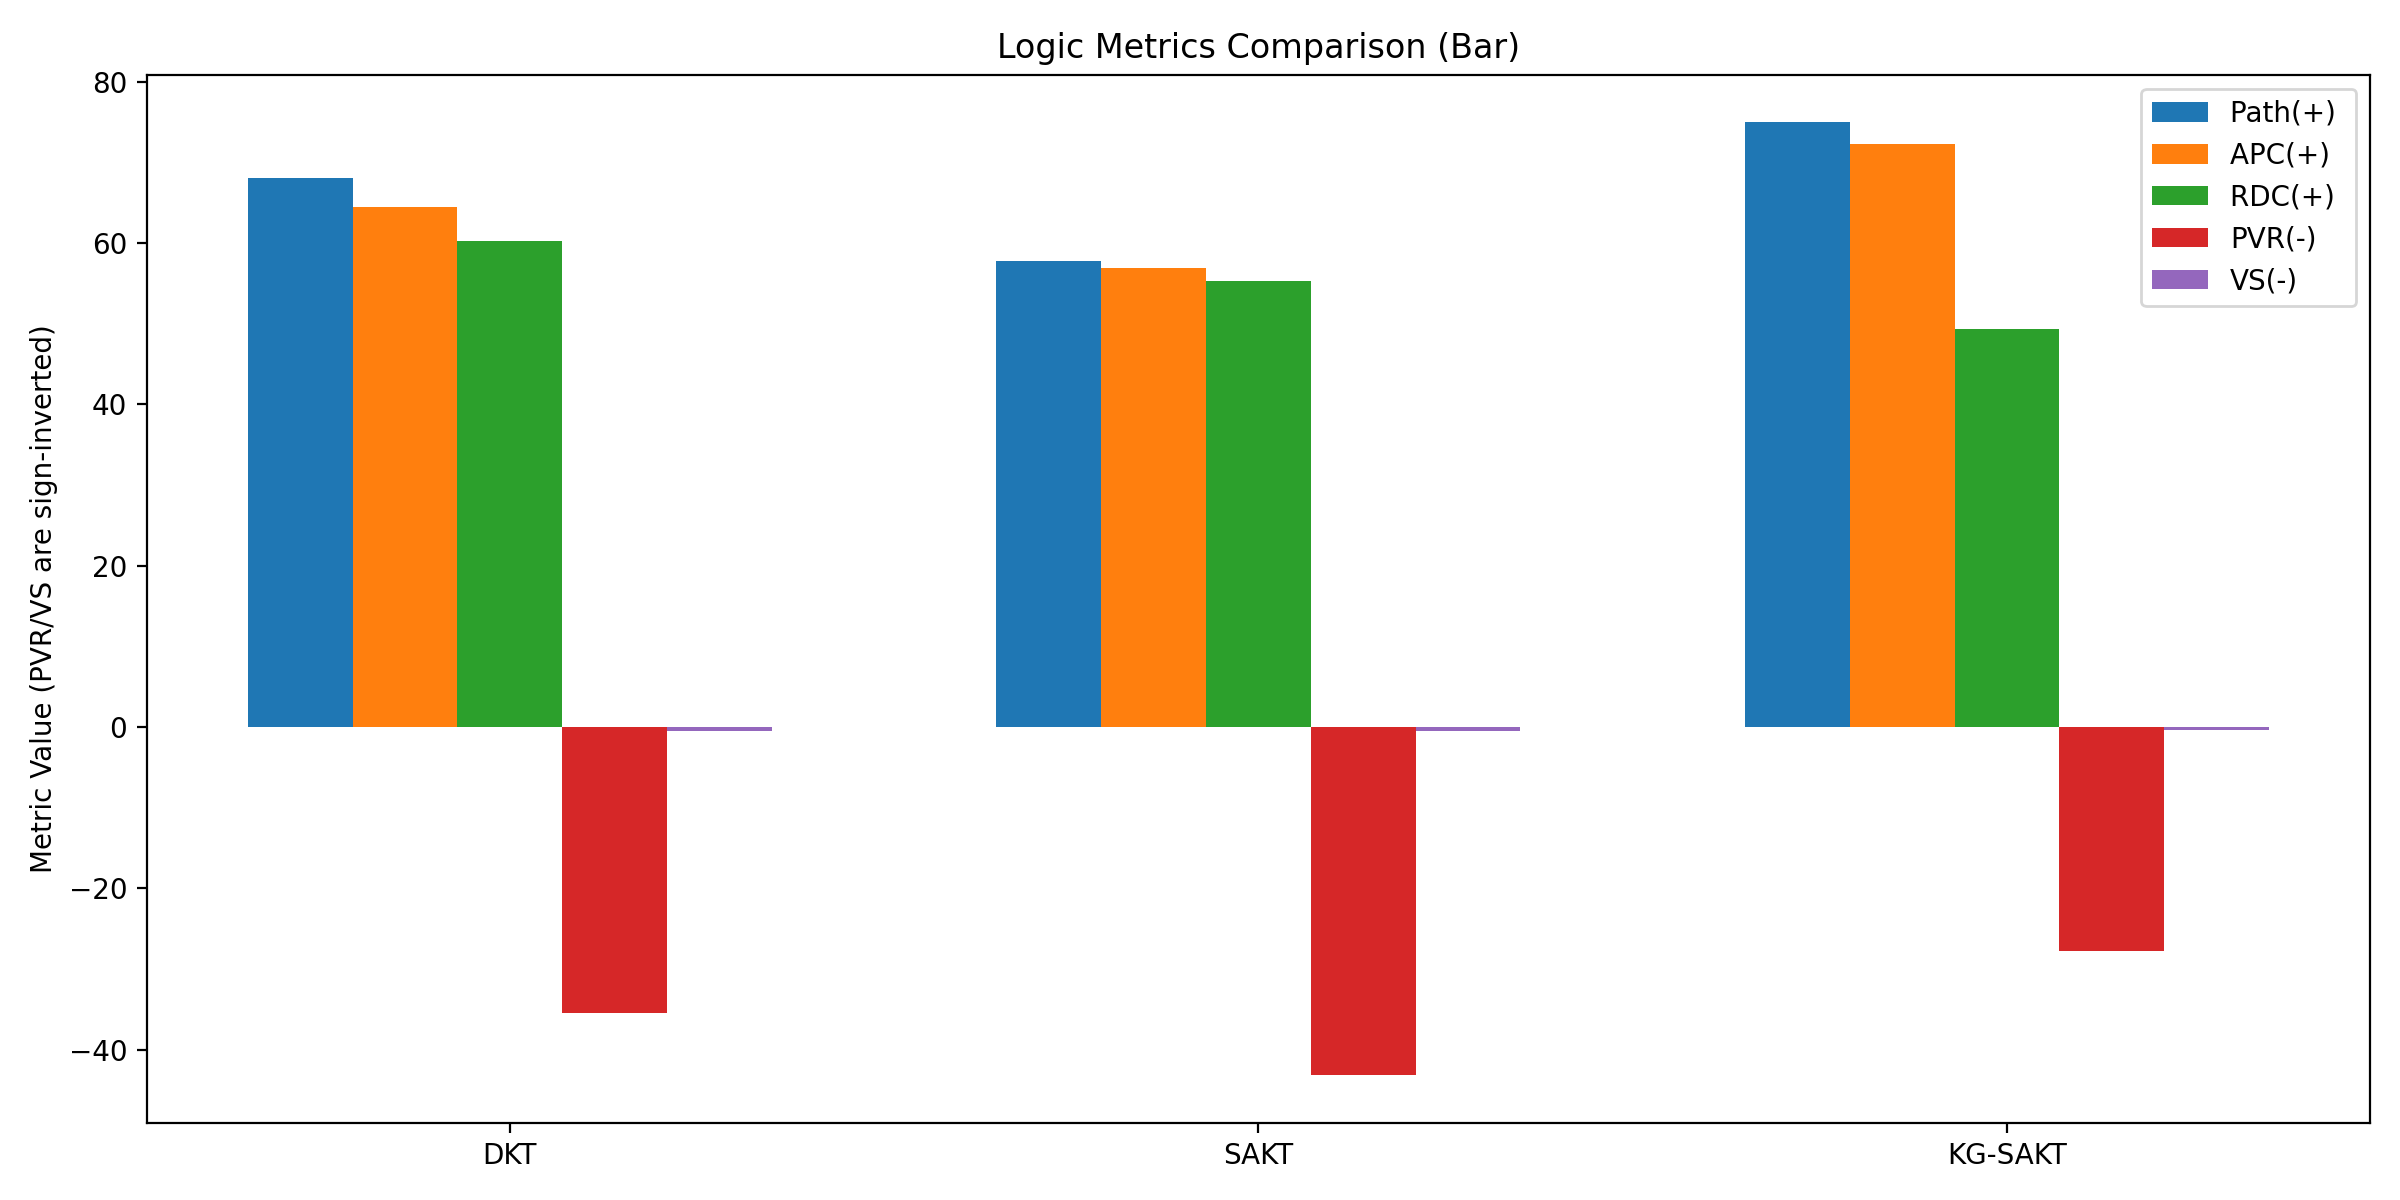 Logic Metrics Comparison (Bar)
Metric Value (PVR/VS are sign-inverted)
80
60
40
20
0
−20
−40
Path(+)
APC(+)
RDC(+)
PVR(-)
VS(-)
DKT
SAKT
KG-SAKT